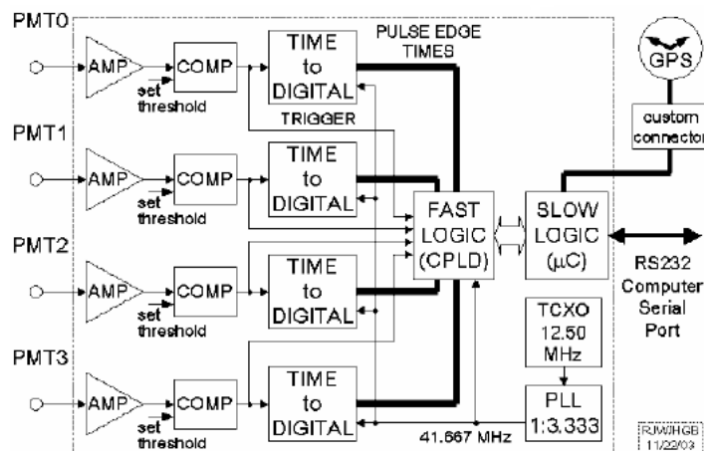 PMT0
AMP
COMP
set
threshold
TIME
to
DIGITAL
PULSE EDGE
TIMES
GPS
custom
connector
TRIGGER
PMT1
AMP
COMP
set
threshold
TIME
to
DIGITAL
FAST
LOGIC
(CPLD)
SLOW
LOGIC
(µC)
RS232
Computer
Serial
Port
PMT2
AMP
COMP
set
threshold
TIME
to
DIGITAL
TCXO
12.50
MHz
PMT3
AMP
COMP
set
threshold
TIME
to
DIGITAL
41.667 MHz
PLL
1:3.333
RJW/HGB
11/22/03